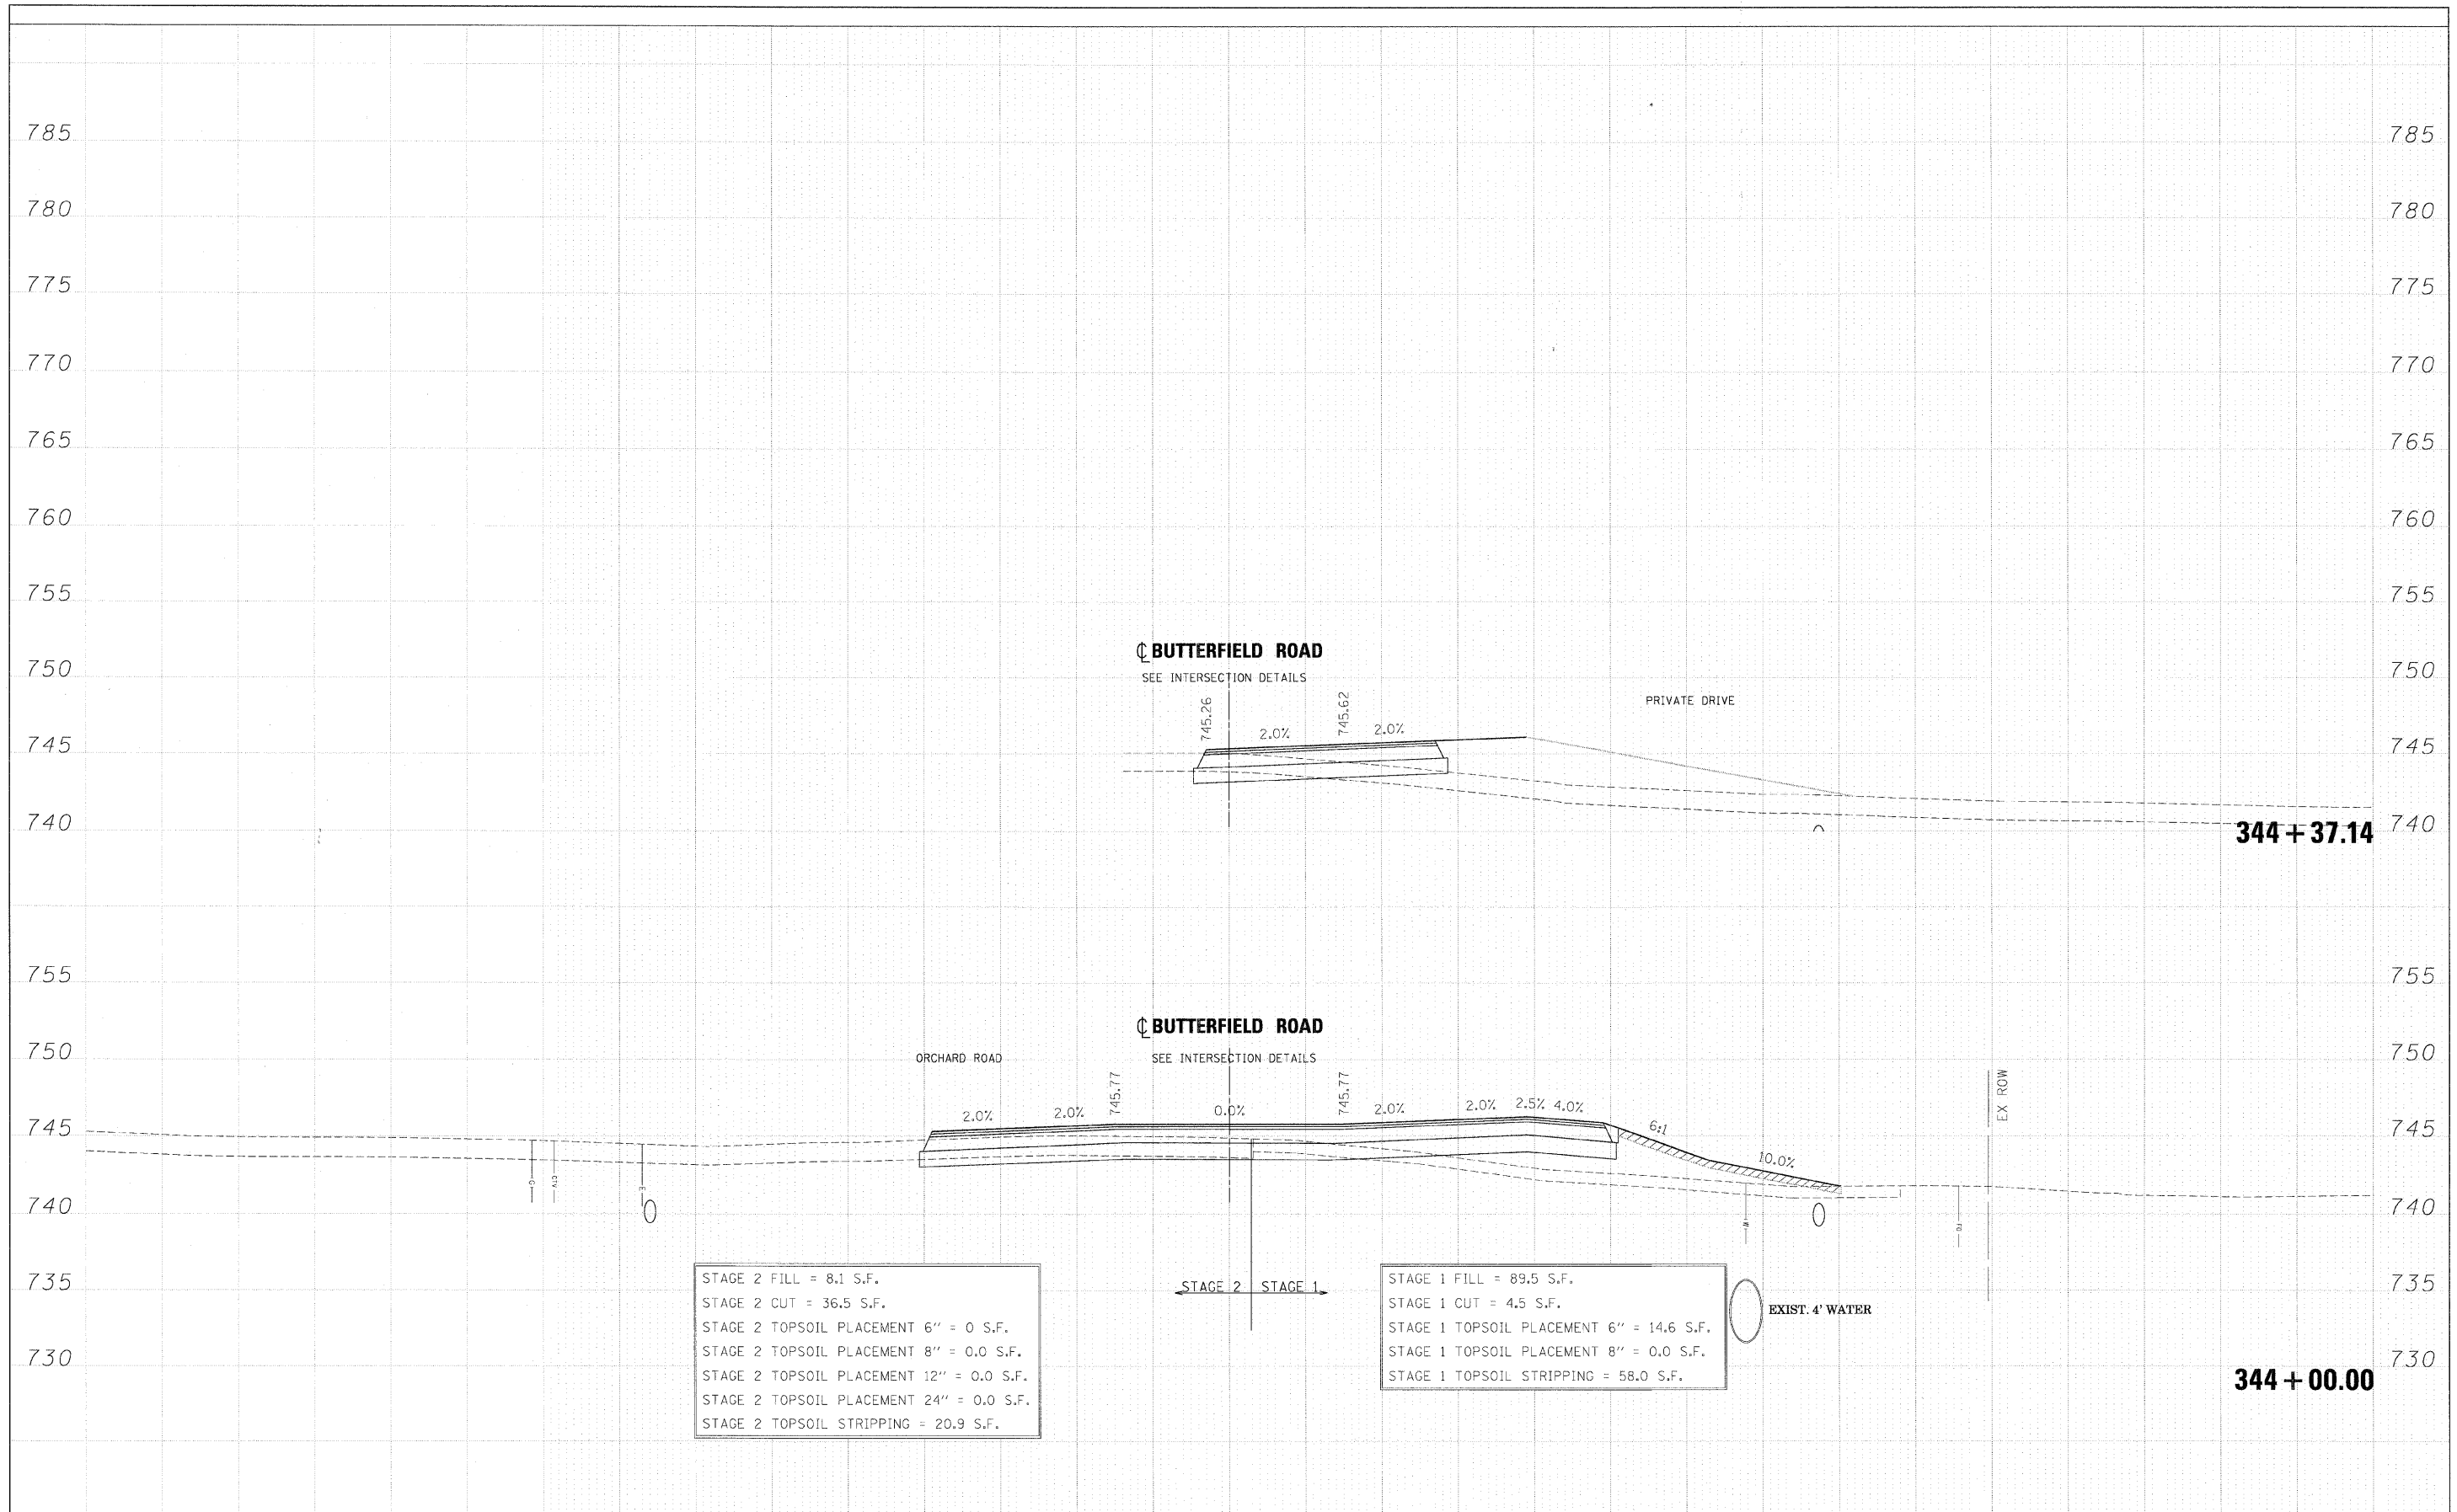 785 785
780 780
775 775
770 770
765 765
760 760
755 755
℄ BUTTERFIELD ROAD
750 750
SEE INTERSECTION DETAILS
PRIVATE DRIVE
745.26 745.62
2.0% 2.0%
745 745
740 740
344+37.14
755 755
℄ BUTTERFIELD ROAD
750 750
ORCHARD ROAD SEE INTERSECTION DETAILS
EX ROW
745.77 745.77
2.0% 2.0% 0.0% 2.0% 2.0% 2.5% 4.0%
745 745
6:1
10.0%
G CTV E W FO
740 740
735 735
STAGE 2 STAGE 1
STAGE 2 FILL = 8.1 S.F.
STAGE 2 CUT = 36.5 S.F.
STAGE 2 TOPSOIL PLACEMENT 6" = 0 S.F.
STAGE 2 TOPSOIL PLACEMENT 8" = 0.0 S.F.
STAGE 2 TOPSOIL PLACEMENT 12" = 0.0 S.F.
STAGE 2 TOPSOIL PLACEMENT 24" = 0.0 S.F.
STAGE 2 TOPSOIL STRIPPING = 20.9 S.F.
STAGE 1 FILL = 89.5 S.F.
STAGE 1 CUT = 4.5 S.F.
STAGE 1 TOPSOIL PLACEMENT 6" = 14.6 S.F.
STAGE 1 TOPSOIL PLACEMENT 8" = 0.0 S.F.
STAGE 1 TOPSOIL STRIPPING = 58.0 S.F.
EXIST. 4' WATER
730 730
344+00.00